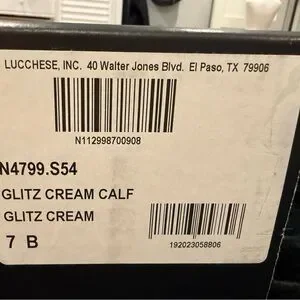 LUCCHESE, INC. 40 Walter Jones Blvd. El Paso, TX 79906
N112998700908
N4799.S54
GLITZ CREAM CALF
GLITZ CREAM
7 B
192023058806